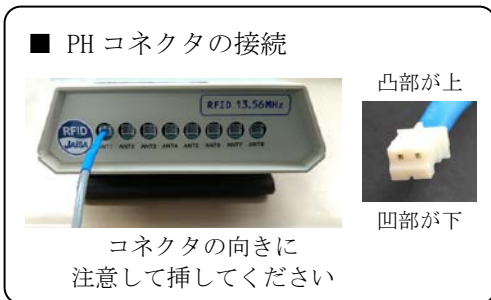 ■ PHコネクタの接続
RFID 13.56MHz
RFID
JAISA
ANT1 ANT2 ANT3 ANT4 ANT5 ANT6 ANT7 ANT8
凸部が上
凹部が下
コネクタの向きに
注意して挿してください